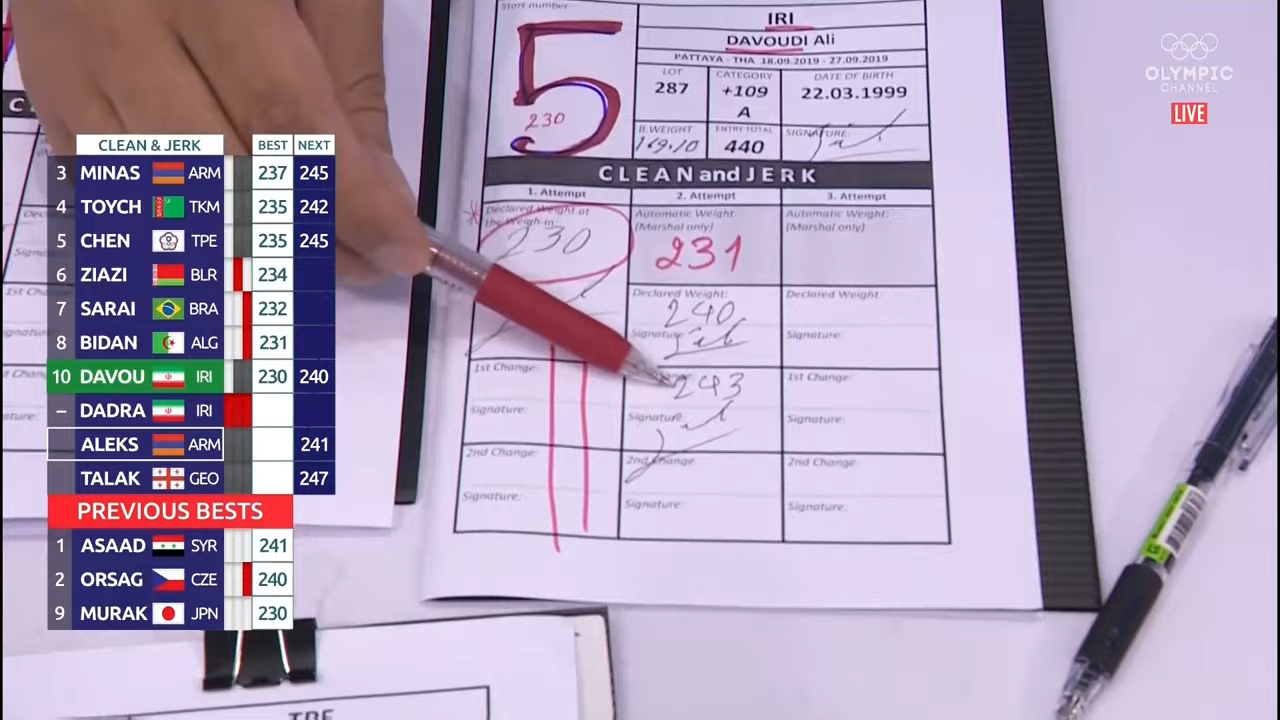 Start number
5
230
IRI
DAVOUDI Ali
PATTAYA - THA 18.09.2019 - 27.09.2019
LOT
287
CATEGORY
+109
A
DATE OF BIRTH
22.03.1999
B.WEIGHT
169.10
ENTRY TOTAL
440
SIGNATURE:
CLEAN and JERK
1. Attempt
2. Attempt
3. Attempt
Declared Weight at
the Weigh-in:
230
Automatic Weight:
(Marshal only)
231
Automatic Weight:
(Marshal only)
Declared Weight:
240
Signature:
Declared Weight:
Signature:
1st Change:
Signature:
243
Signature:
1st Change:
Signature:
2nd Change:
Signature:
2nd Change:
Signature:
2nd Change:
Signature:
OLYMPIC
CHANNEL
LIVE
CLEAN & JERK BEST NEXT
3 MINAS ARM 237 245
4 TOYCH TKM 235 242
5 CHEN TPE 235 245
6 ZIAZI BLR 234
7 SARAI BRA 232
8 BIDAN ALG 231
10 DAVOU IRI 230 240
– DADRA IRI
ALEKS ARM 241
TALAK GEO 247
PREVIOUS BESTS
1 ASAAD SYR 241
2 ORSAG CZE 240
9 MURAK JPN 230